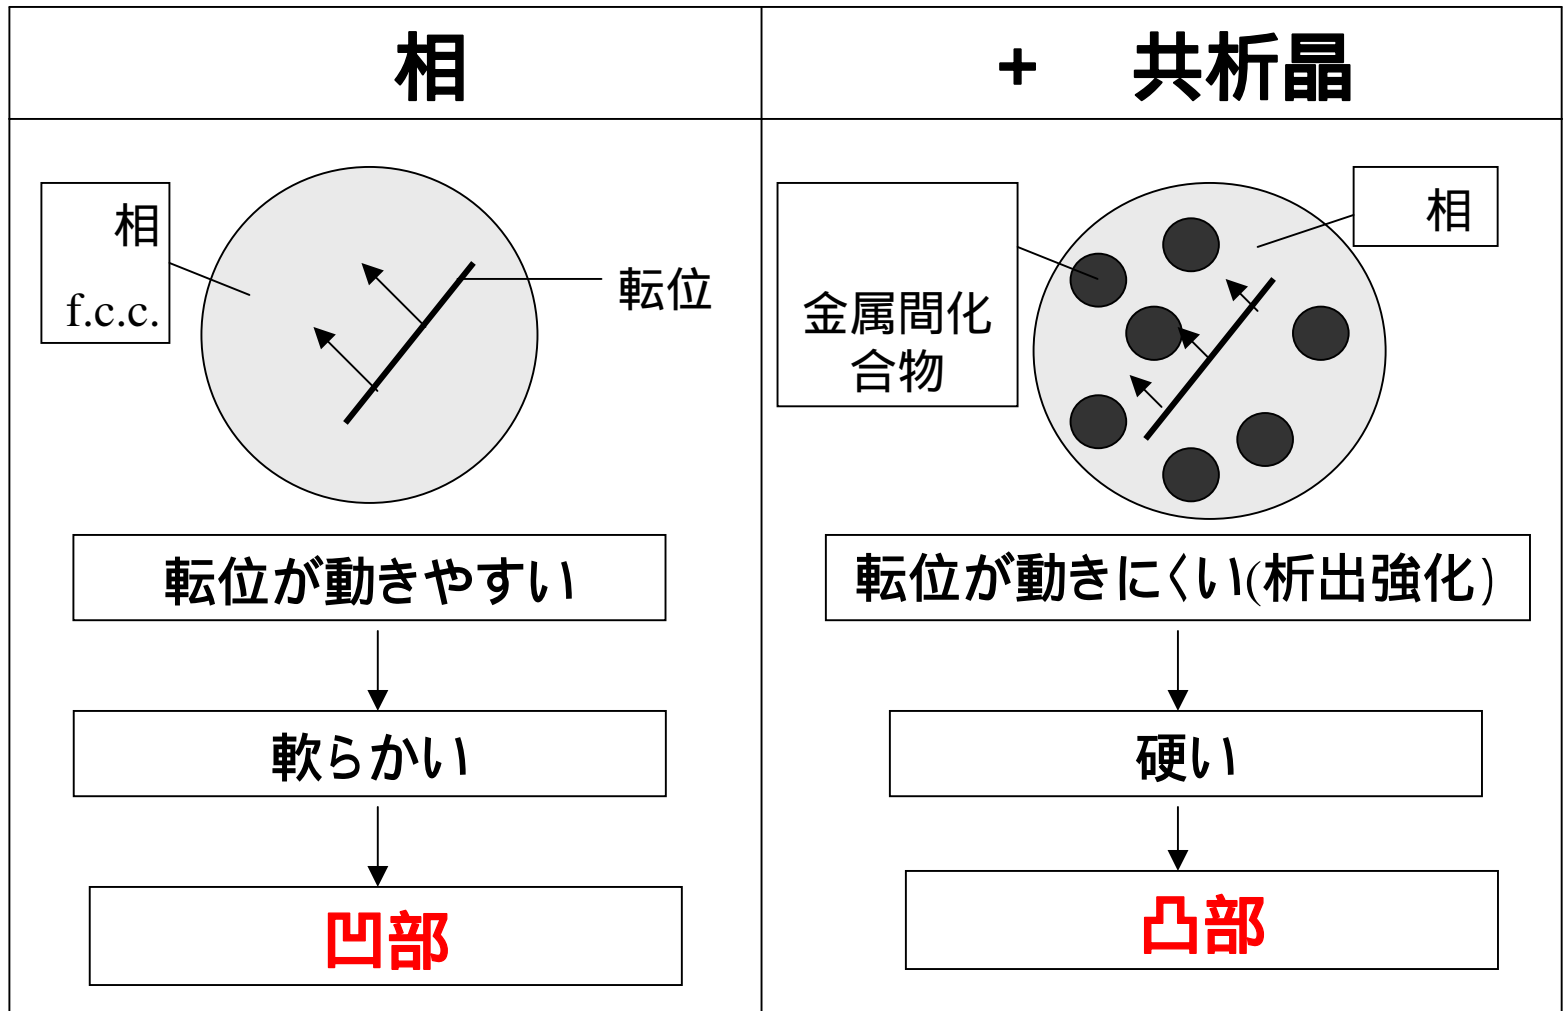 相
+ 共析晶
相
f.c.c.
転位
金属間化
合物
相
転位が動きやすい
軟らかい
凹部
転位が動きにくい(析出強化)
硬い
凸部